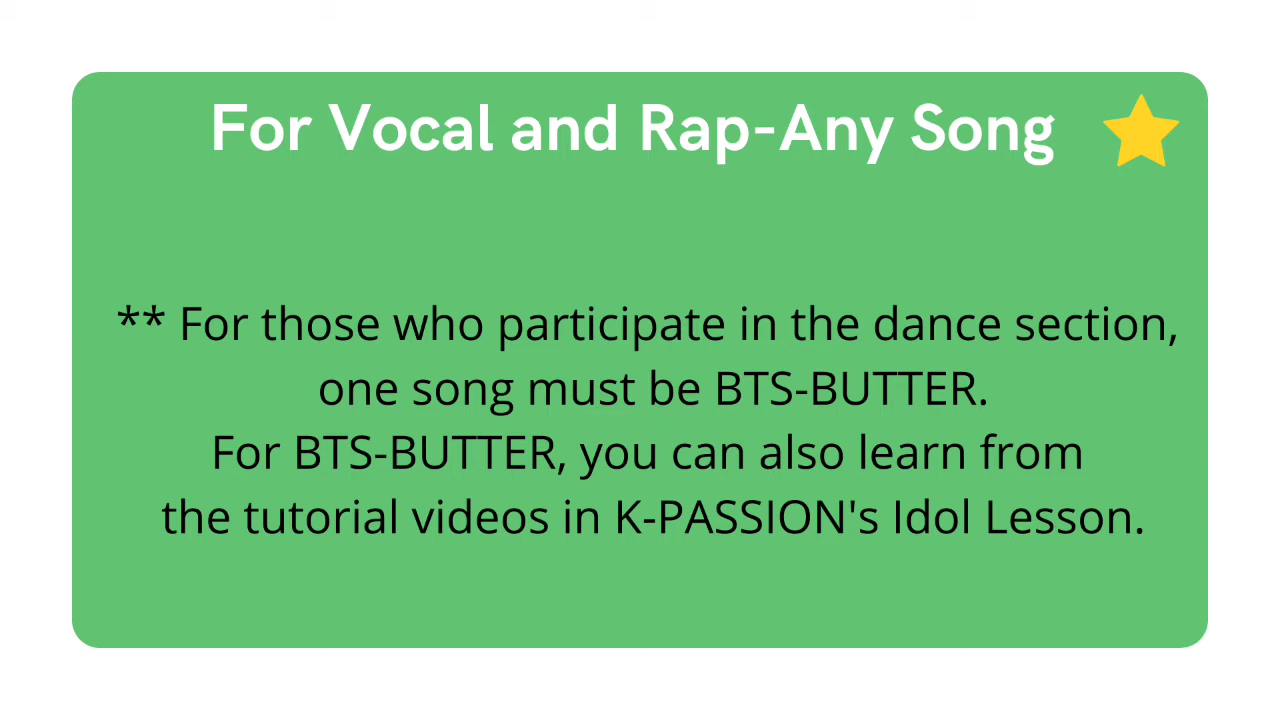 For Vocal and Rap-Any Song
** For those who participate in the dance section,
one song must be BTS-BUTTER.
For BTS-BUTTER, you can also learn from
the tutorial videos in K-PASSION's Idol Lesson.